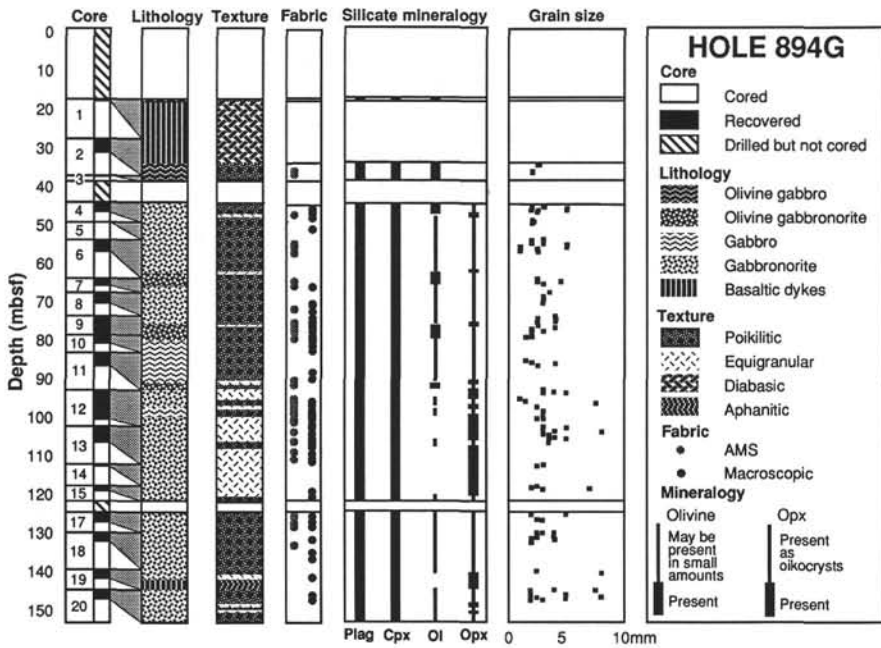 Core Lithology Texture Fabric Silicate mineralogy Grain size
0
10
20
30
40
50
60
70
80
90
100
110
120
130
140
150
Depth (mbsf)
1
2
3
4
5
6
7
8
9
10
11
12
13
14
15
17
18
19
20
Plag Cpx Ol Opx
0 5 10mm
HOLE 894G
Core
Cored
Recovered
Drilled but not cored
Lithology
Olivine gabbro
Olivine gabbronorite
Gabbro
Gabbronorite
Basaltic dykes
Texture
Poikilitic
Equigranular
Diabasic
Aphanitic
Fabric
AMS
Macroscopic
Mineralogy
Olivine
May be
present
in small
amounts
Present
Opx
Present
as
oikocrysts
Present